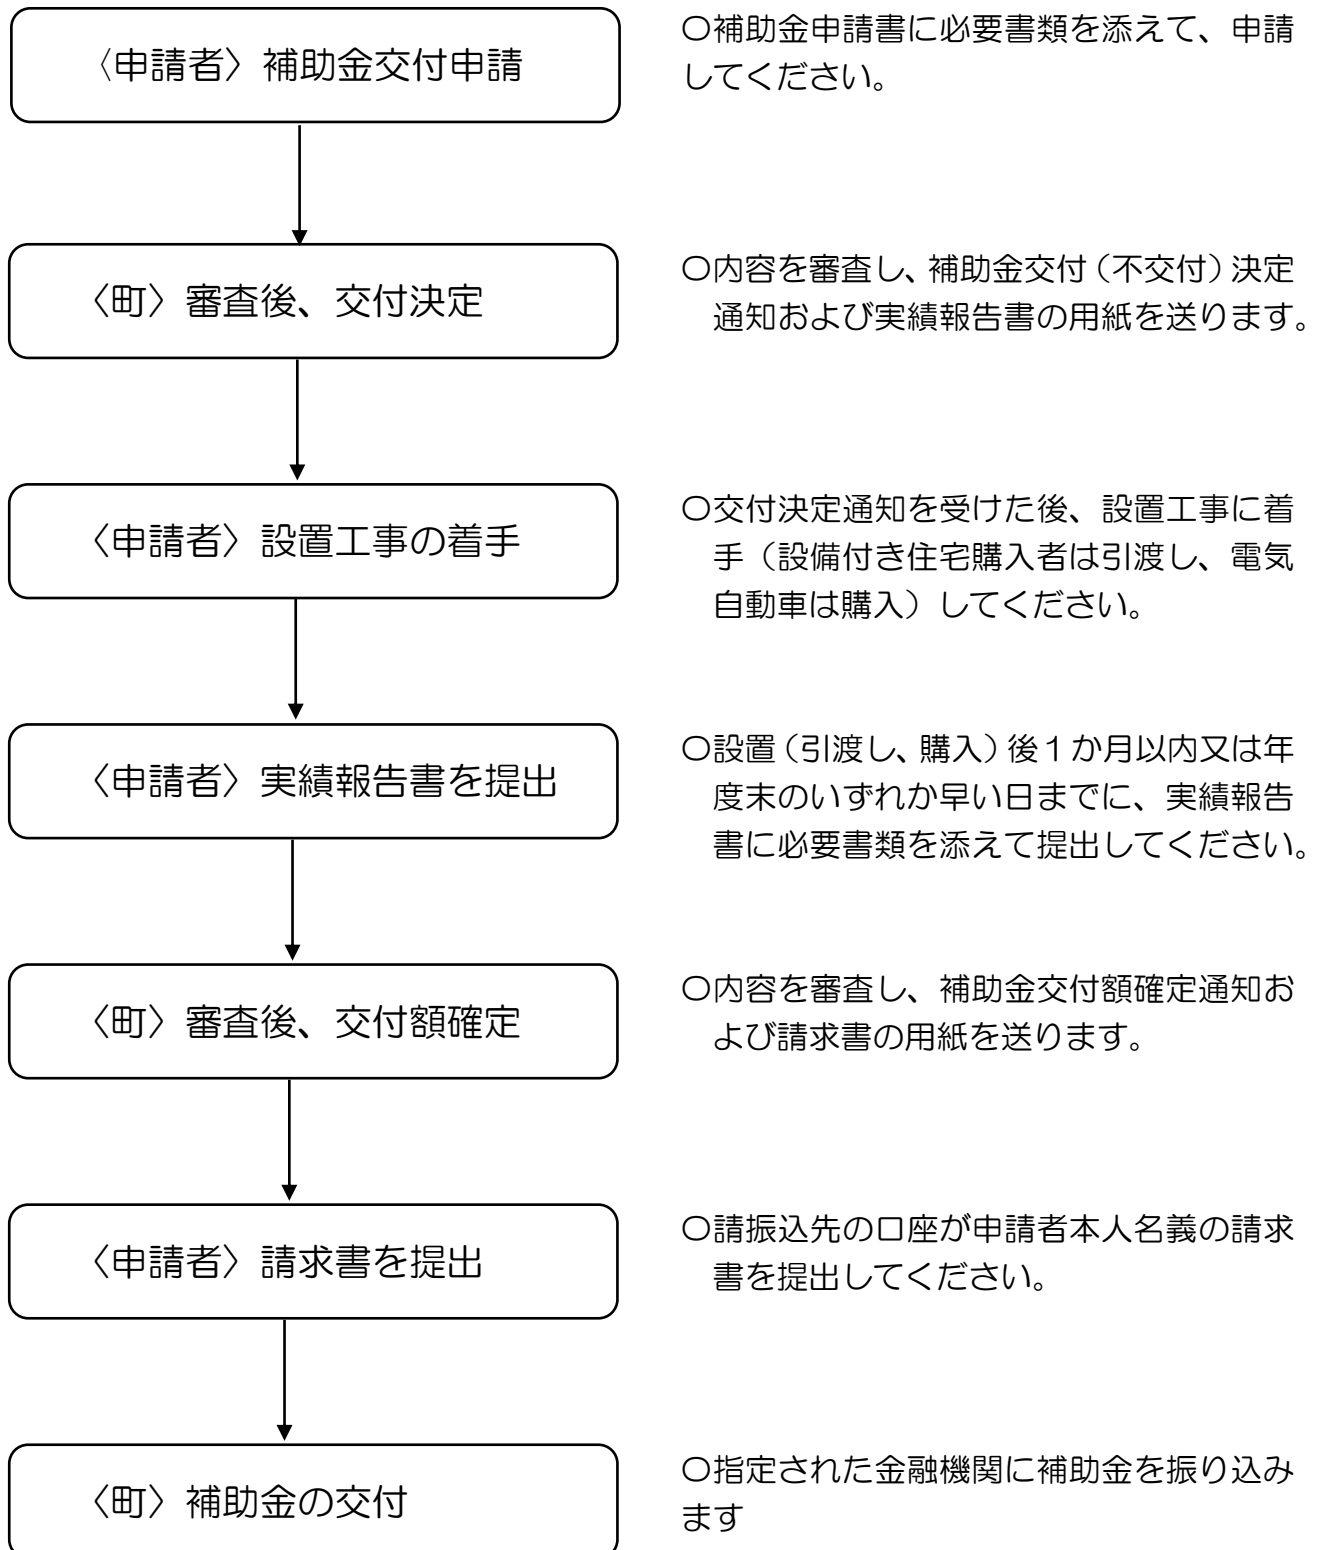 〈申請者〉補助金交付申請
〇補助金申請書に必要書類を添えて、申請
してください。
〈町〉審査後、交付決定
〇内容を審査し、補助金交付（不交付）決定
通知および実績報告書の用紙を送ります。
〈申請者〉設置工事の着手
〇交付決定通知を受けた後、設置工事に着
手（設備付き住宅購入者は引渡し、電気
自動車は購入）してください。
〈申請者〉実績報告書を提出
〇設置（引渡し、購入）後１か月以内又は年
度末のいずれか早い日までに、実績報告
書に必要書類を添えて提出してください。
〈町〉審査後、交付額確定
〇内容を審査し、補助金交付額確定通知お
よび請求書の用紙を送ります。
〈申請者〉請求書を提出
〇請振込先の口座が申請者本人名義の請求
書を提出してください。
〈町〉補助金の交付
〇指定された金融機関に補助金を振り込み
ます